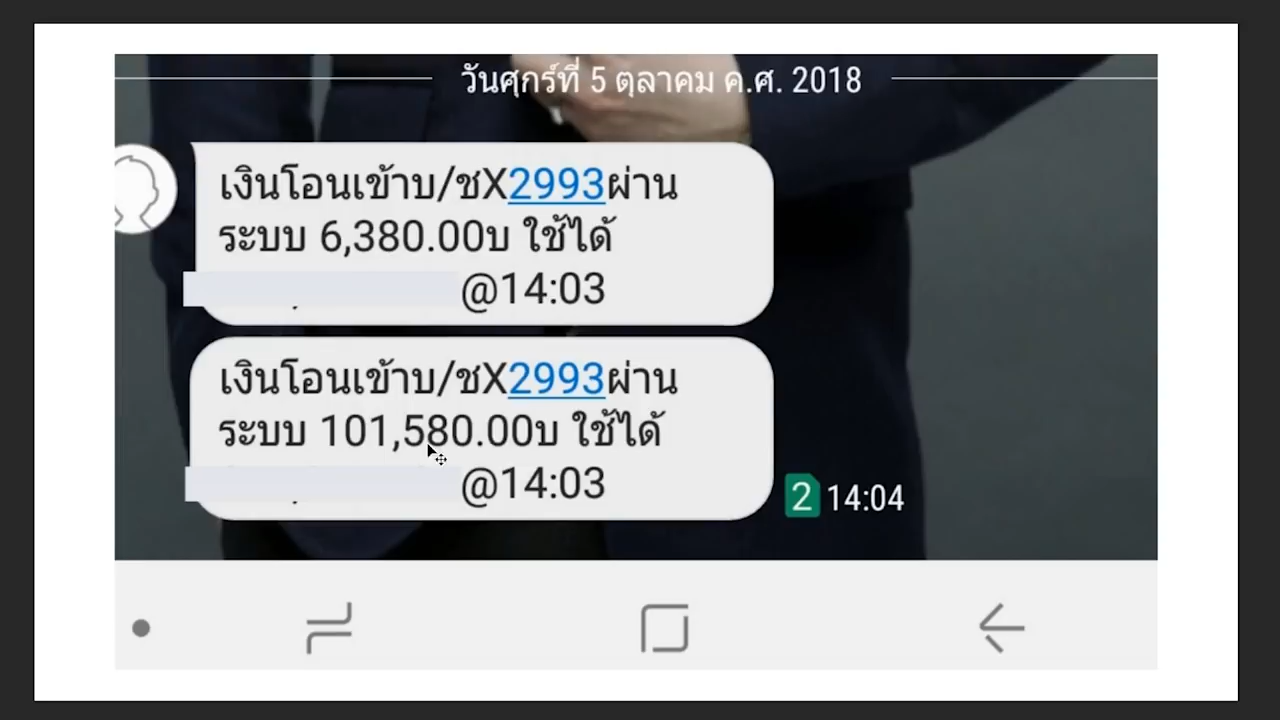 วันศุกร์ที่ 5 ตุลาคม ค.ศ. 2018
เงินโอนเข้าบ/ชX2993ผ่าน
ระบบ 6,380.00บ ใช้ได้
@14:03
เงินโอนเข้าบ/ชX2993ผ่าน
ระบบ 101,580.00บ ใช้ได้
@14:03
2 14:04